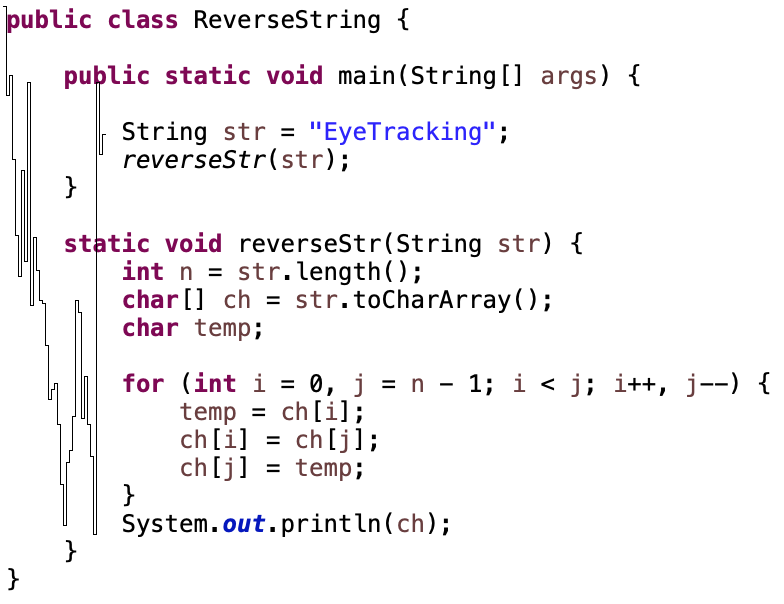 public class ReverseString {
public static void main(String[] args) {
String str = "EyeTracking";
reverseStr(str);
}
static void reverseStr(String str) {
int n = str.length();
char[] ch = str.toCharArray();
char temp;
for (int i = 0, j = n - 1; i < j; i++, j--) {
temp = ch[i];
ch[i] = ch[j];
ch[j] = temp;
}
System.out.println(ch);
}
}